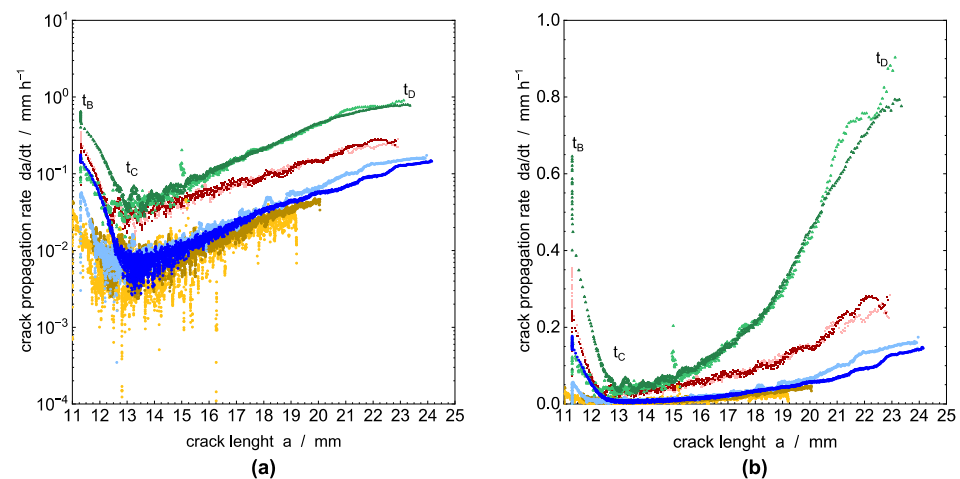 crack propagation rate da/dt / mm h⁻¹
10¹
10⁰
10⁻¹
10⁻²
10⁻³
10⁻⁴
t_B
t_C
t_D
11 12 13 14 15 16 17 18 19 20 21 22 23 24 25
crack lenght a / mm
(a)
crack propagation rate da/dt / mm h⁻¹
1.0
0.8
0.6
0.4
0.2
0.0
t_B
t_C
t_D
11 12 13 14 15 16 17 18 19 20 21 22 23 24 25
crack lenght a / mm
(b)